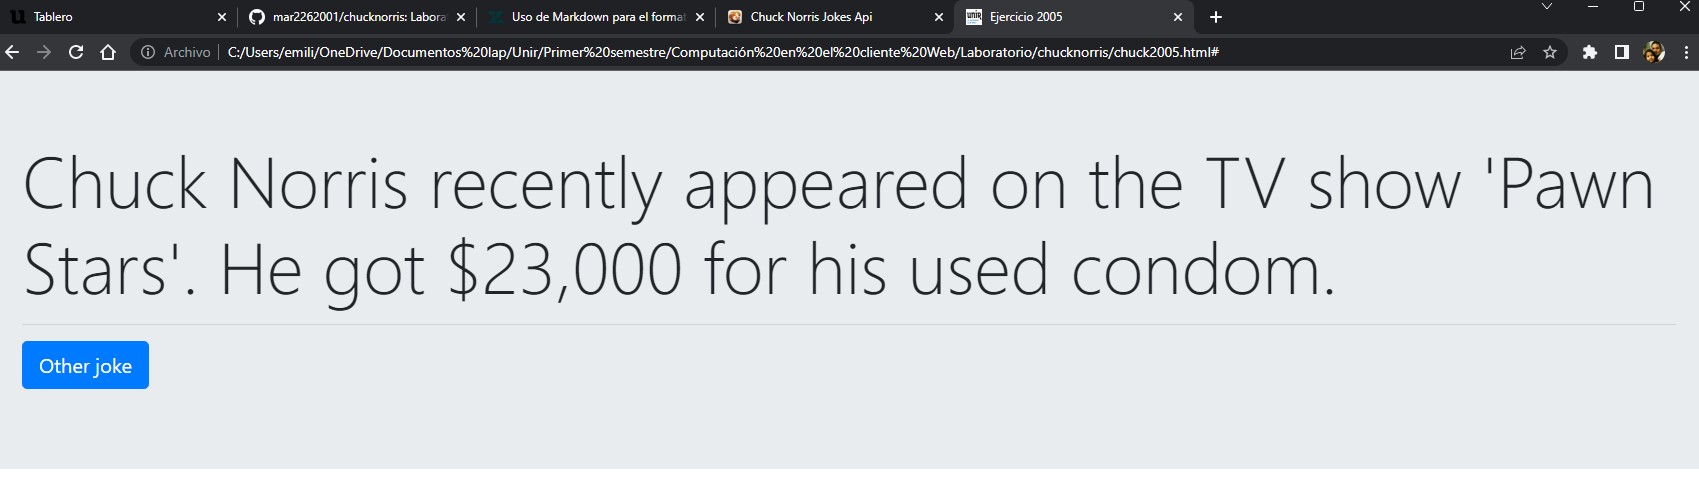 Tablero
mar2262001/chucknorris: Labora
Uso de Markdown para el format
Chuck Norris Jokes Api
unir
Ejercicio 2005
Archivo
C:/Users/emili/OneDrive/Documentos%20lap/Unir/Primer%20semestre/Computación%20en%20el%20cliente%20Web/Laboratorio/chucknorris/chuck2005.html#
Chuck Norris recently appeared on the TV show 'Pawn
Stars'. He got $23,000 for his used condom.
Other joke